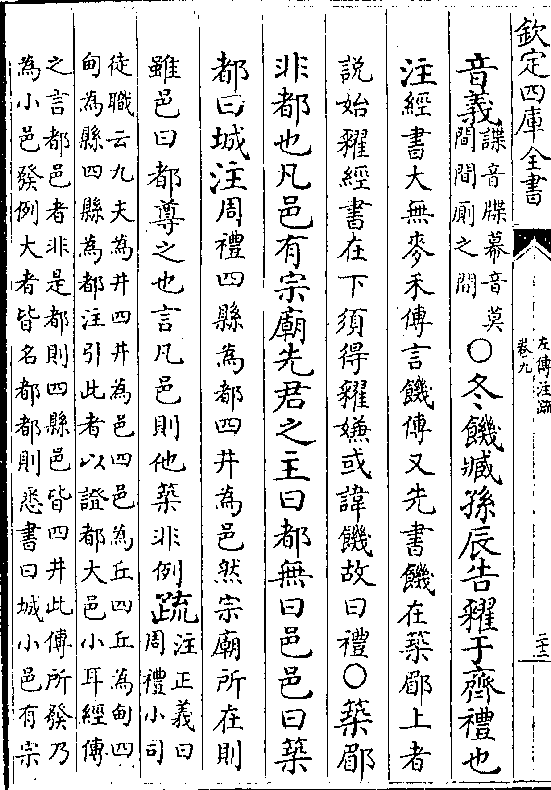 欽定四庫全書
左傳注疏
卷九
二十三
音義諜音牒幕音莫間間厠之間○冬饑臧孫辰告糴于齊禮也
注經書大無麥禾傳言饑傳又先書饑在築郿上者
説始糴經書在下須得糴嫌或諱饑故曰禮○築郿
非都也凡邑有宗廟先君之主曰都無曰邑邑曰築
都曰城注周禮四縣為都四井為邑然宗廟所在則
雖邑曰都尊之也言凡邑則他築非例疏注正義曰周禮小司
徒職云九夫為井四井為邑四邑為丘四丘為甸四
甸為縣四縣為都注引此者以證都大邑小耳經傳
之言都邑者非是都則四縣邑皆四井此傳所發乃
為小邑發例大者皆名都都則悉書曰城小邑有宗